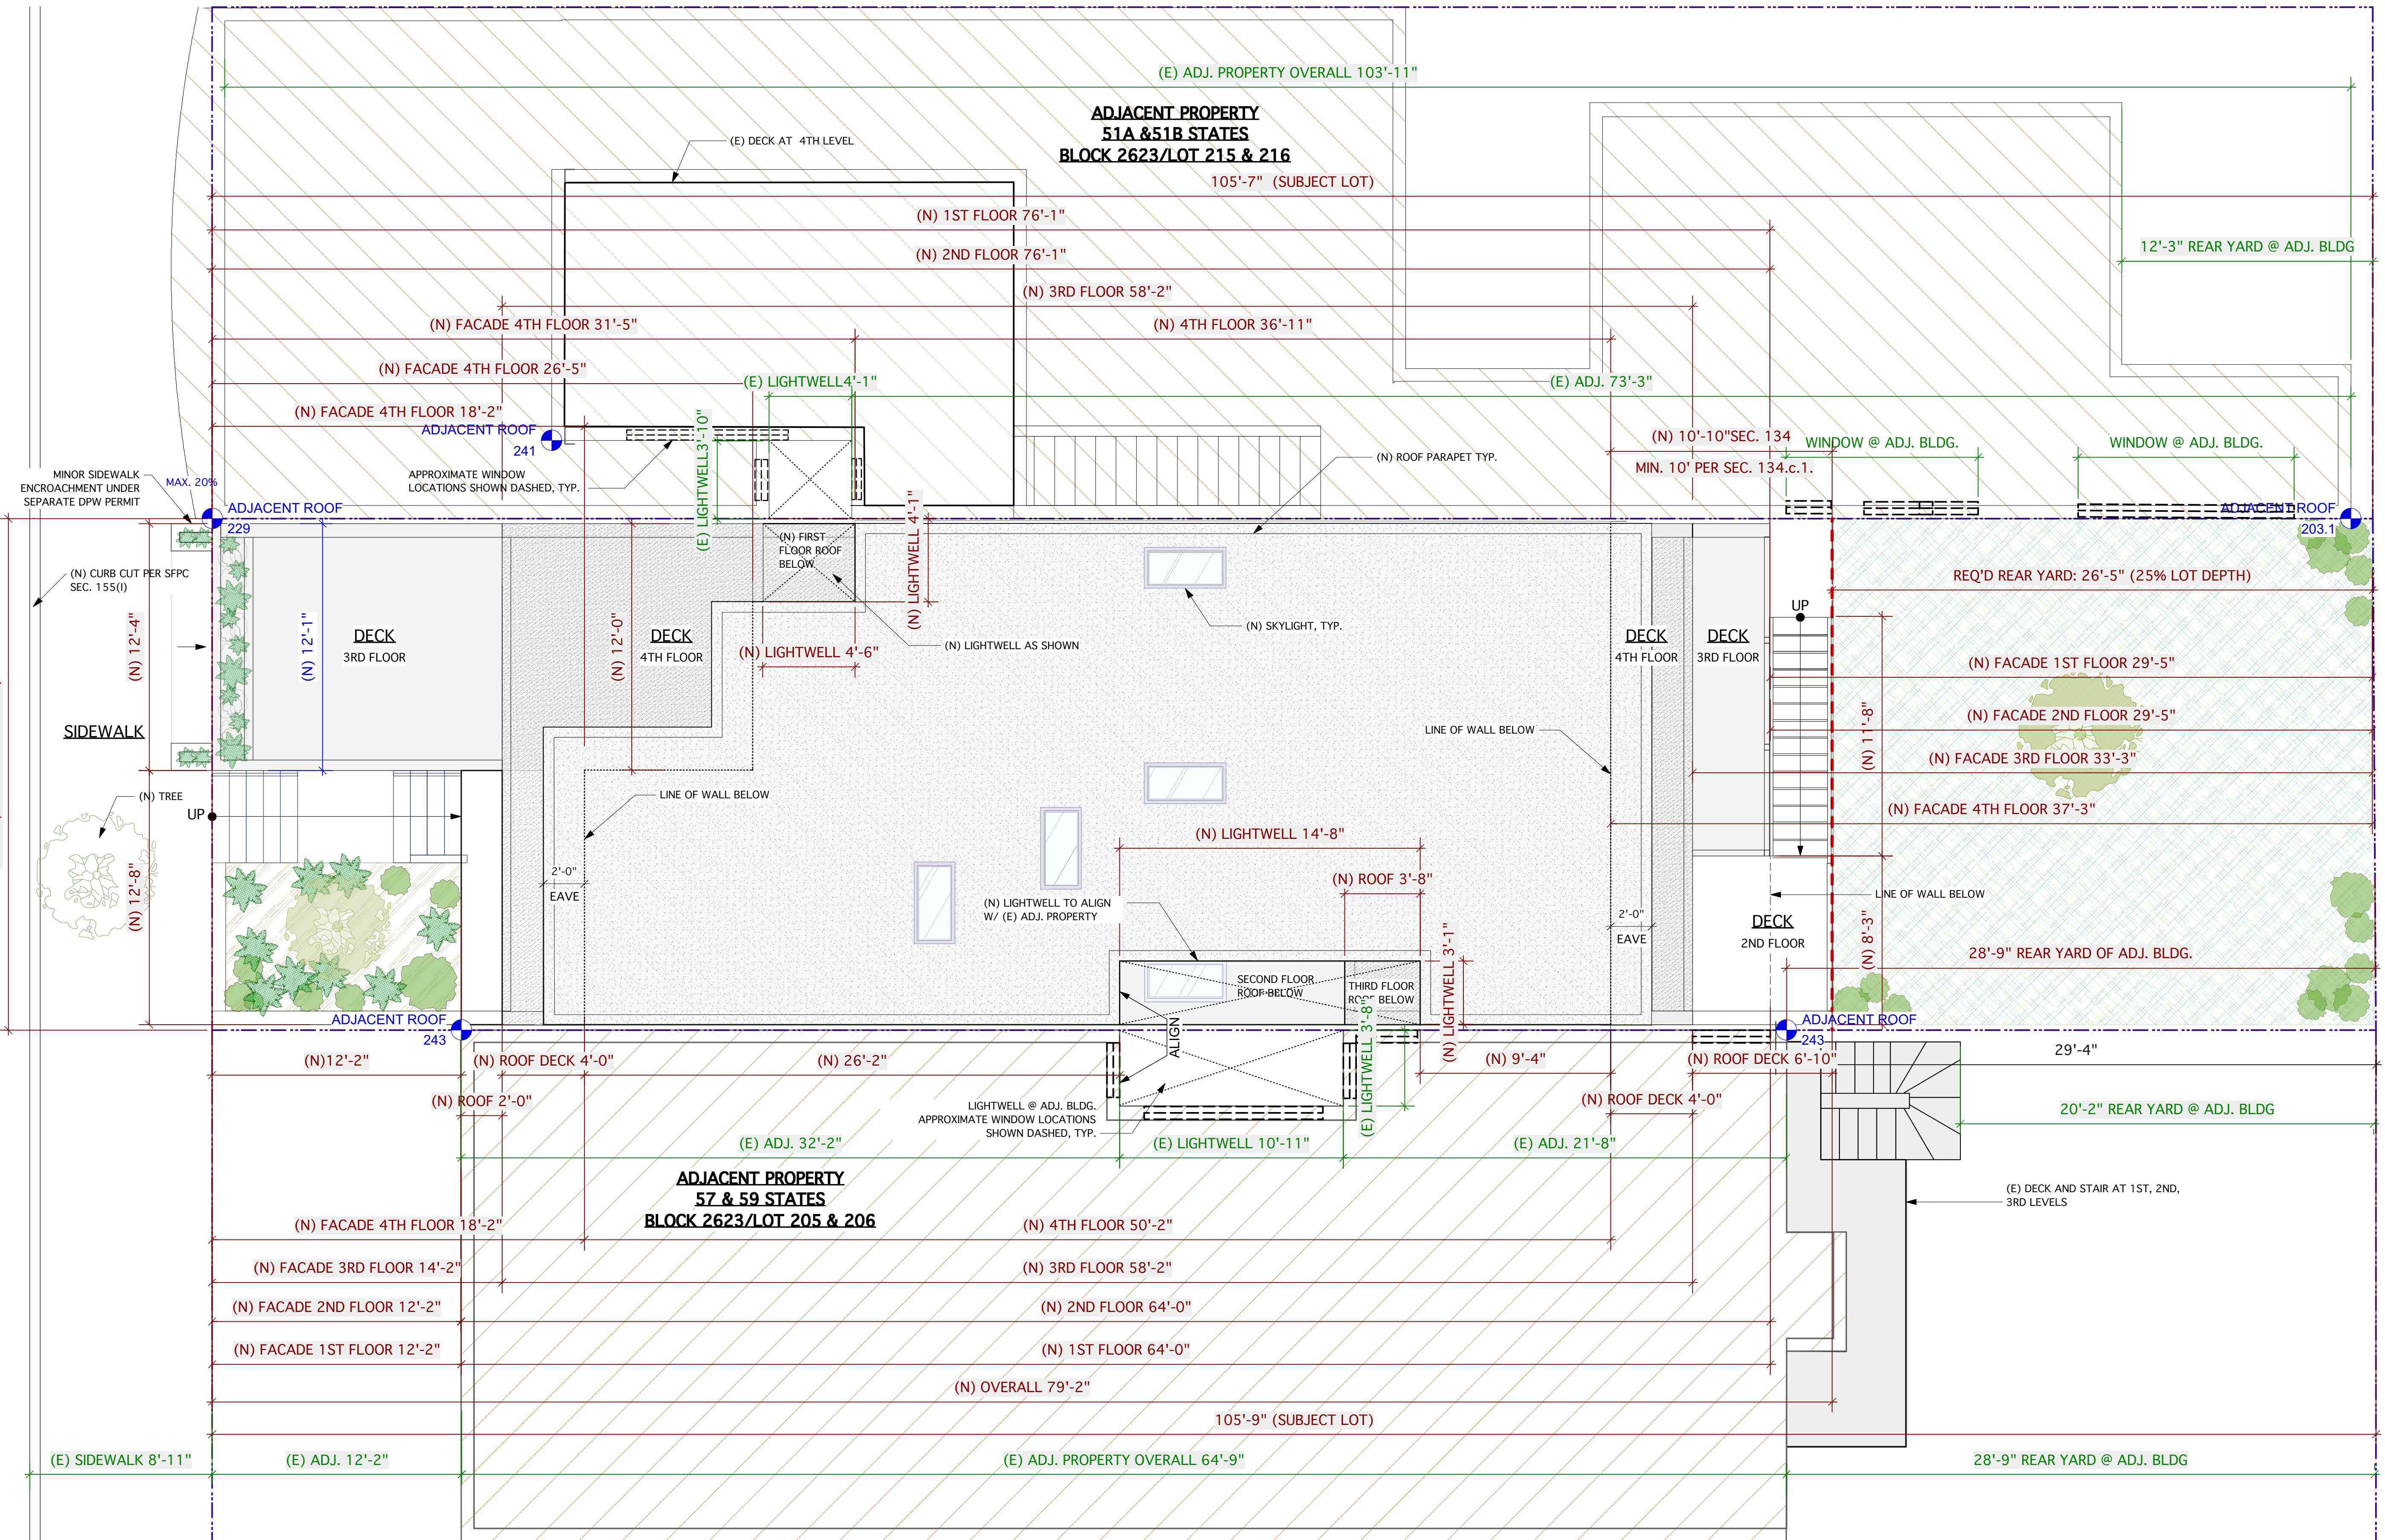 (E) ADJ. PROPERTY OVERALL 103'-11"
ADJACENT PROPERTY
51A &51B STATES
BLOCK 2623/LOT 215 & 216
(E) DECK AT 4TH LEVEL
105'-7" (SUBJECT LOT)
(N) 1ST FLOOR 76'-1"
12'-3" REAR YARD @ ADJ. BLDG
(N) 2ND FLOOR 76'-1"
(N) 3RD FLOOR 58'-2"
(N) FACADE 4TH FLOOR 31'-5"
(N) 4TH FLOOR 36'-11"
(N) FACADE 4TH FLOOR 26'-5"
(E) LIGHTWELL4'-1"
(E) ADJ. 73'-3"
(N) FACADE 4TH FLOOR 18'-2"
ADJACENT ROOF
241
(E) LIGHTWELL3'-10"
(N) 10'-10"SEC. 134
MIN. 10' PER SEC. 134.c.1.
WINDOW @ ADJ. BLDG.
WINDOW @ ADJ. BLDG.
(N) ROOF PARAPET TYP.
MINOR SIDEWALK
ENCROACHMENT UNDER
SEPARATE DPW PERMIT
MAX. 20%
APPROXIMATE WINDOW
LOCATIONS SHOWN DASHED, TYP.
ADJACENT ROOF
229
ADJACENT ROOF
203.1
(N) FIRST
FLOOR ROOF
BELOW
(N) LIGHTWELL 4'-1"
(N) CURB CUT PER SFPC
SEC. 155(l)
REQ'D REAR YARD: 26'-5" (25% LOT DEPTH)
UP
(N) 12'-4"
(N) 12'-1"
DECK
3RD FLOOR
(N) 12'-0"
DECK
4TH FLOOR
(N) LIGHTWELL 4'-6"
(N) LIGHTWELL AS SHOWN
(N) SKYLIGHT, TYP.
DECK
4TH FLOOR
DECK
3RD FLOOR
(N) FACADE 1ST FLOOR 29'-5"
(N) 11'-8"
(N) FACADE 2ND FLOOR 29'-5"
SIDEWALK
LINE OF WALL BELOW
(N) FACADE 3RD FLOOR 33'-3"
(N) TREE
UP
LINE OF WALL BELOW
(N) FACADE 4TH FLOOR 37'-3"
(N) LIGHTWELL 14'-8"
(N) 12'-8"
2'-0"
EAVE
(N) ROOF 3'-8"
(N) LIGHTWELL TO ALIGN
W/ (E) ADJ. PROPERTY
(N) LIGHTWELL 3'-1"
2'-0"
EAVE
LINE OF WALL BELOW
DECK
2ND FLOOR
(N) 8'-3"
28'-9" REAR YARD OF ADJ. BLDG.
SECOND FLOOR
ROOF BELOW
THIRD FLOOR
ROOF BELOW
ADJACENT ROOF
243
ALIGN
(E) LIGHTWELL 3'-8"
ADJACENT ROOF
243
29'-4"
(N)12'-2"
(N) ROOF DECK 4'-0"
(N) 26'-2"
(N) 9'-4"
(N) ROOF DECK 6'-10"
(N) ROOF 2'-0"
(N) ROOF DECK 4'-0"
LIGHTWELL @ ADJ. BLDG.
APPROXIMATE WINDOW LOCATIONS
SHOWN DASHED, TYP.
20'-2" REAR YARD @ ADJ. BLDG
(E) ADJ. 32'-2"
(E) LIGHTWELL 10'-11"
(E) ADJ. 21'-8"
ADJACENT PROPERTY
57 & 59 STATES
BLOCK 2623/LOT 205 & 206
(E) DECK AND STAIR AT 1ST, 2ND,
3RD LEVELS
(N) FACADE 4TH FLOOR 18'-2"
(N) 4TH FLOOR 50'-2"
(N) FACADE 3RD FLOOR 14'-2"
(N) 3RD FLOOR 58'-2"
(N) FACADE 2ND FLOOR 12'-2"
(N) 2ND FLOOR 64'-0"
(N) FACADE 1ST FLOOR 12'-2"
(N) 1ST FLOOR 64'-0"
(N) OVERALL 79'-2"
105'-9" (SUBJECT LOT)
(E) SIDEWALK 8'-11"
(E) ADJ. 12'-2"
(E) ADJ. PROPERTY OVERALL 64'-9"
28'-9" REAR YARD @ ADJ. BLDG